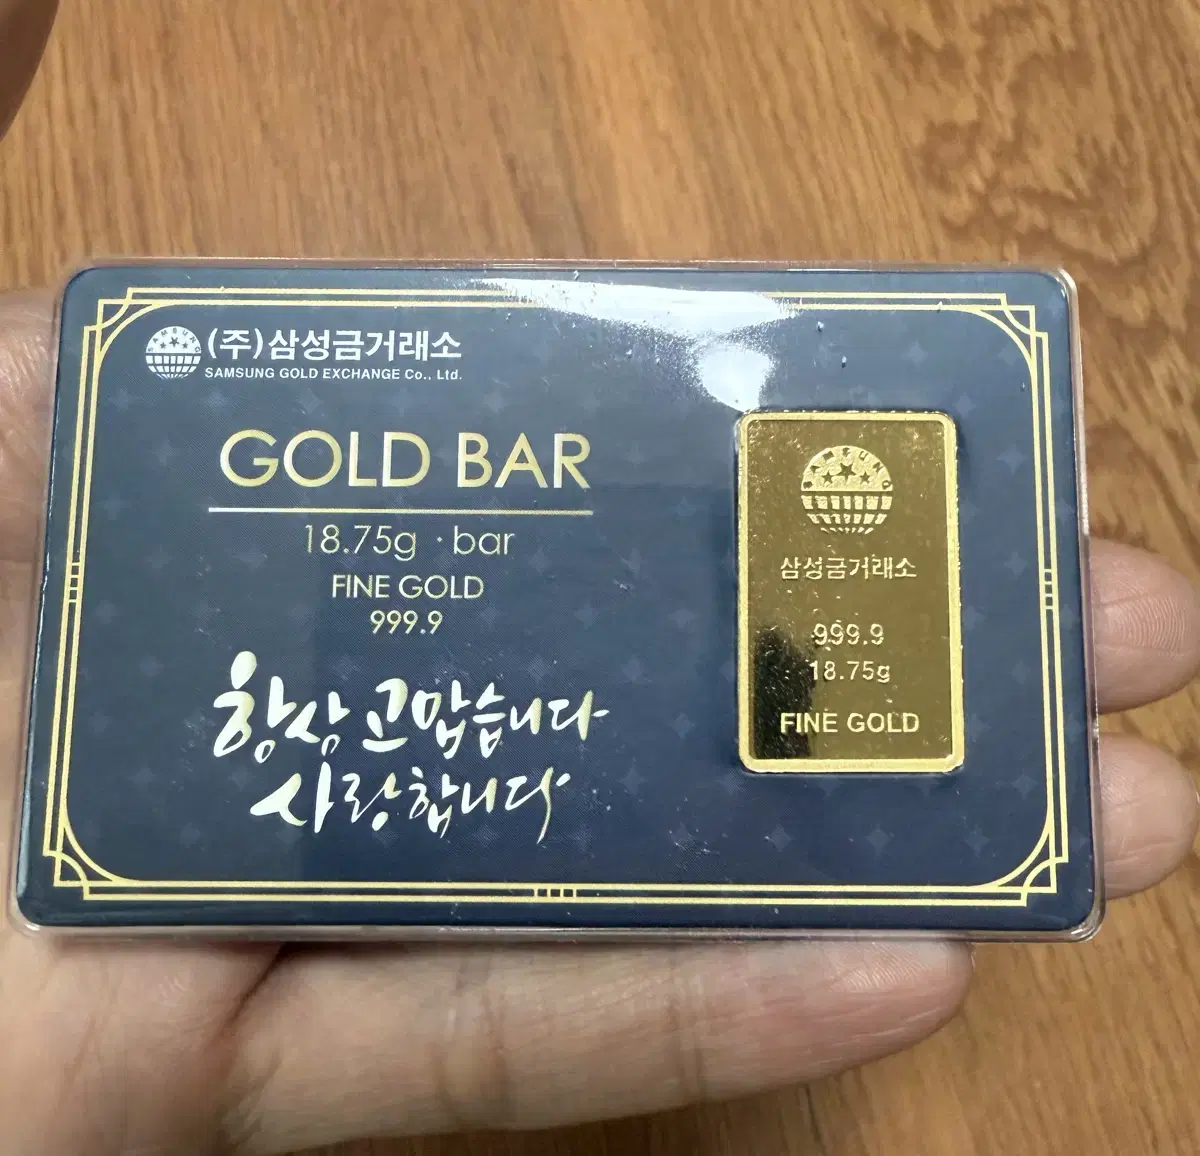 SAMSUNG
(주)삼성금거래소
SAMSUNG GOLD EXCHANGE Co., Ltd.
GOLD BAR
18.75g · bar
FINE GOLD
999.9
항상 고맙습니다
사랑합니다
SAMSUNG
삼성금거래소
999.9
18.75g
FINE GOLD